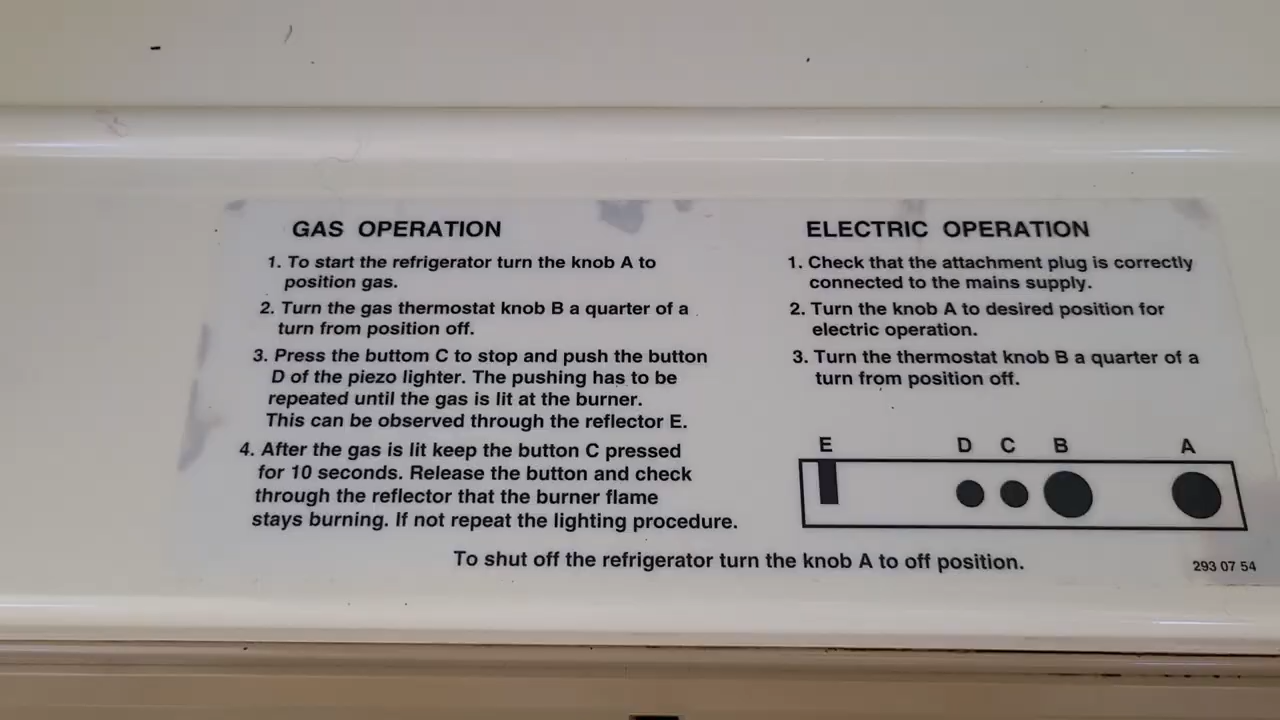 GAS OPERATION
1. To start the refrigerator turn the knob A to
position gas.
2. Turn the gas thermostat knob B a quarter of a
turn from position off.
3. Press the buttom C to stop and push the button
D of the piezo lighter. The pushing has to be
repeated until the gas is lit at the burner.
This can be observed through the reflector E.
4. After the gas is lit keep the button C pressed
for 10 seconds. Release the button and check
through the reflector that the burner flame
stays burning. If not repeat the lighting procedure.
ELECTRIC OPERATION
1. Check that the attachment plug is correctly
connected to the mains supply.
2. Turn the knob A to desired position for
electric operation.
3. Turn the thermostat knob B a quarter of a
turn from position off.
E D C B A
To shut off the refrigerator turn the knob A to off position.
293 07 54